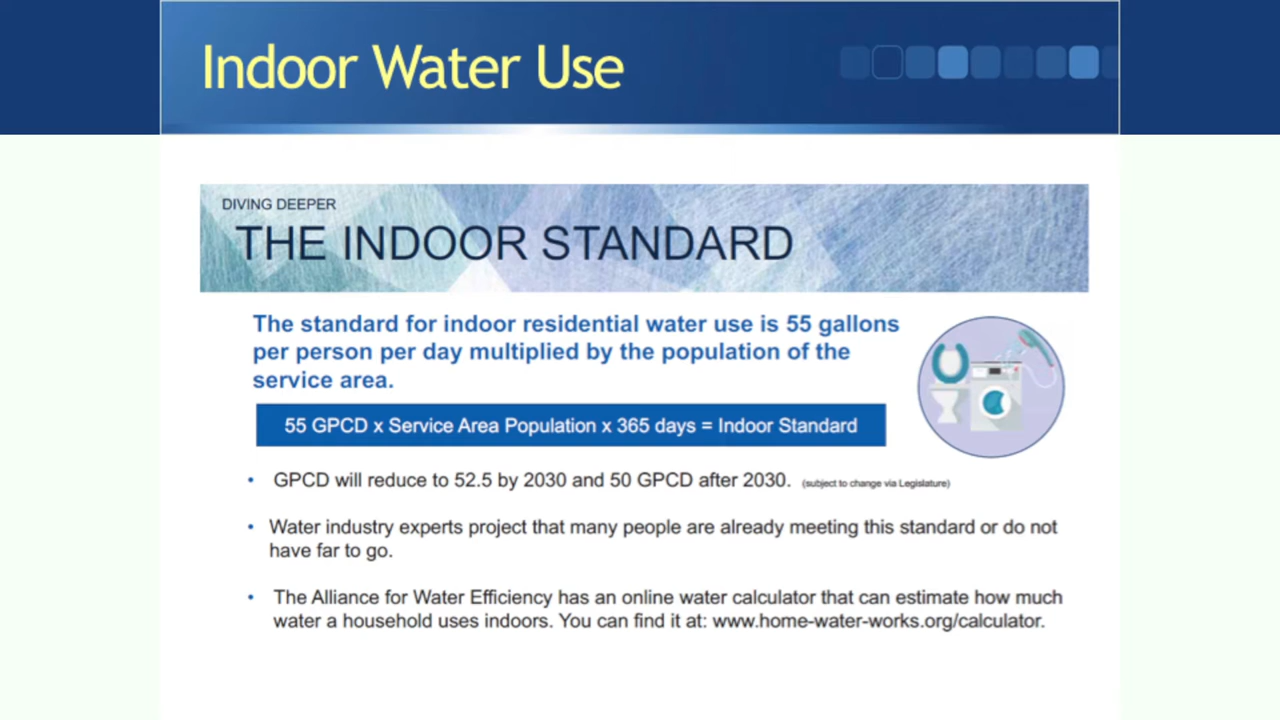 Indoor Water Use
DIVING DEEPER
THE INDOOR STANDARD
The standard for indoor residential water use is 55 gallons
per person per day multiplied by the population of the
service area.
55 GPCD x Service Area Population x 365 days = Indoor Standard
• GPCD will reduce to 52.5 by 2030 and 50 GPCD after 2030. (subject to change via Legislature)
• Water industry experts project that many people are already meeting this standard or do not
have far to go.
• The Alliance for Water Efficiency has an online water calculator that can estimate how much
water a household uses indoors. You can find it at: www.home-water-works.org/calculator.